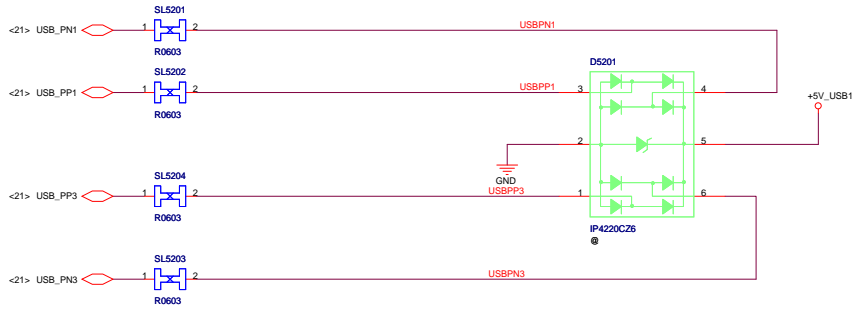 SL5201
<21> USB_PN1
1
2
USBPN1
R0603
D5201
SL5202
<21> USB_PP1
1
2
USBPP1
3
4
R0603
+5V_USB1
2
5
GND
SL5204
<21> USB_PP3
1
2
USBPP3
1
6
R0603
IP4220CZ6
@
SL5203
<21> USB_PN3
1
2
USBPN3
R0603